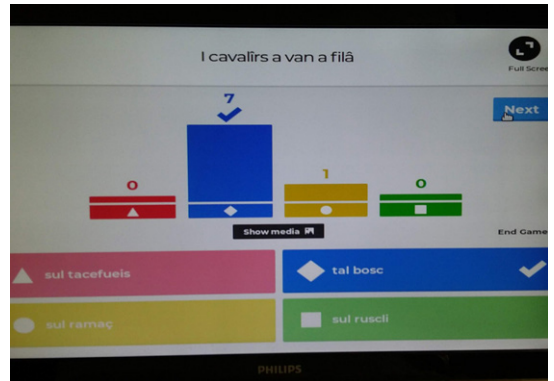 I cavalîrs a van a filâ
Full Scree
7
Next
0
1
0
Show media
End Game
sul tacefueis
tal bosc
sul ramaç
sul ruscli
PHILIPS